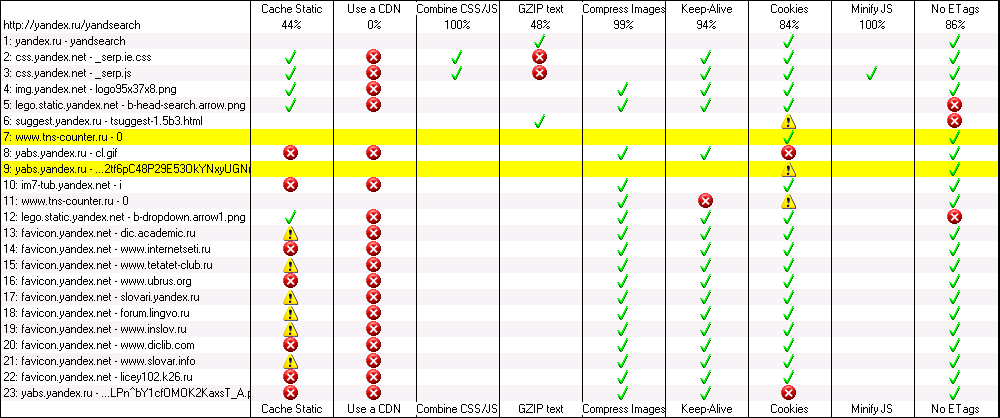 Cache Static Use a CDN Combine CSS/JS GZIP text Compress Images Keep-Alive Cookies Minify JS No ETags
http://yandex.ru/yandsearch 44% 0% 100% 48% 99% 94% 84% 100% 86%
1: yandex.ru - yandsearch
2: css.yandex.net - _serp.ie.css
3: css.yandex.net - _serp.js
4: img.yandex.net - logo95x37x8.png
5: lego.static.yandex.net - b-head-search.arrow.png
6: suggest.yandex.ru - tsuggest-1.5b3.html
7: www.tns-counter.ru - 0
8: yabs.yandex.ru - cl.gif
9: yabs.yandex.ru
10: im7-tub.yandex.net - i
11: www.tns-counter.ru - 0
12: lego.static.yandex.net - b-dropdown.arrow1.png
13: favicon.yandex.net - dic.academic.ru
14: favicon.yandex.net - www.internetseti.ru
15: favicon.yandex.net - www.tetatet-club.ru
16: favicon.yandex.net - www.ubrus.org
17: favicon.yandex.net - slovari.yandex.ru
18: favicon.yandex.net - forum.lingvo.ru
19: favicon.yandex.net - www.inslov.ru
20: favicon.yandex.net - www.diclib.com
21: favicon.yandex.net - www.slovar.info
22: favicon.yandex.net - licey102.k26.ru
23: yabs.yandex.ru
Cache Static Use a CDN Combine CSS/JS GZIP text Compress Images Keep-Alive Cookies Minify JS No ETags